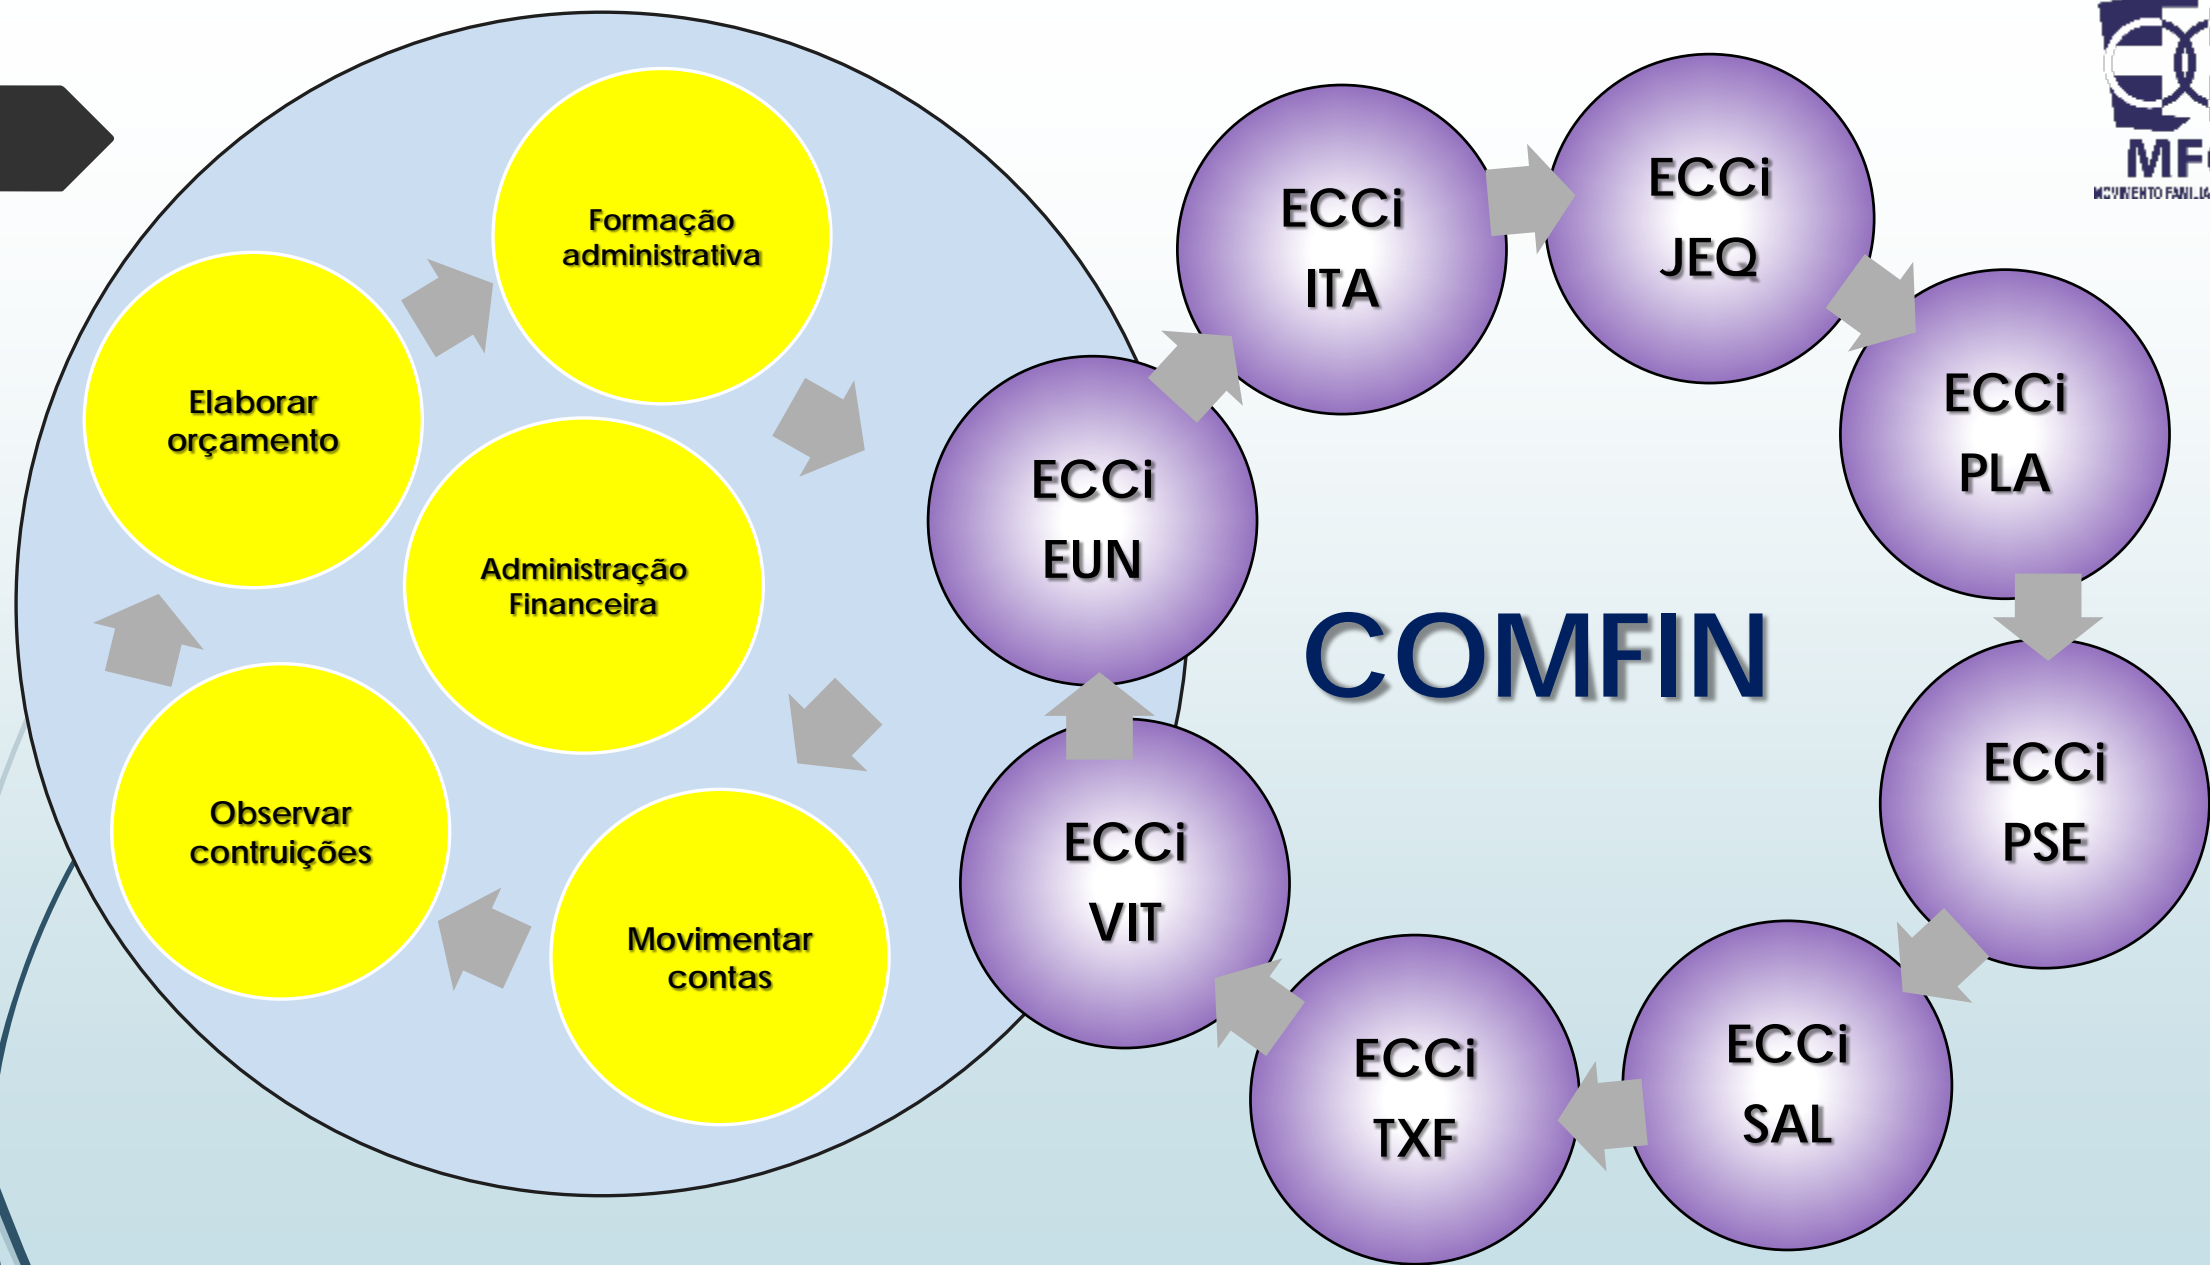 Formação
administrativa
Elaborar
orçamento
Administração
Financeira
Observar
contruições
Movimentar
contas
ECCi
ITA
ECCi
JEQ
ECCi
PLA
ECCi
EUN
COMFIN
ECCi
PSE
ECCi
VIT
ECCi
SAL
ECCi
TXF
MF
MOVIMENTO